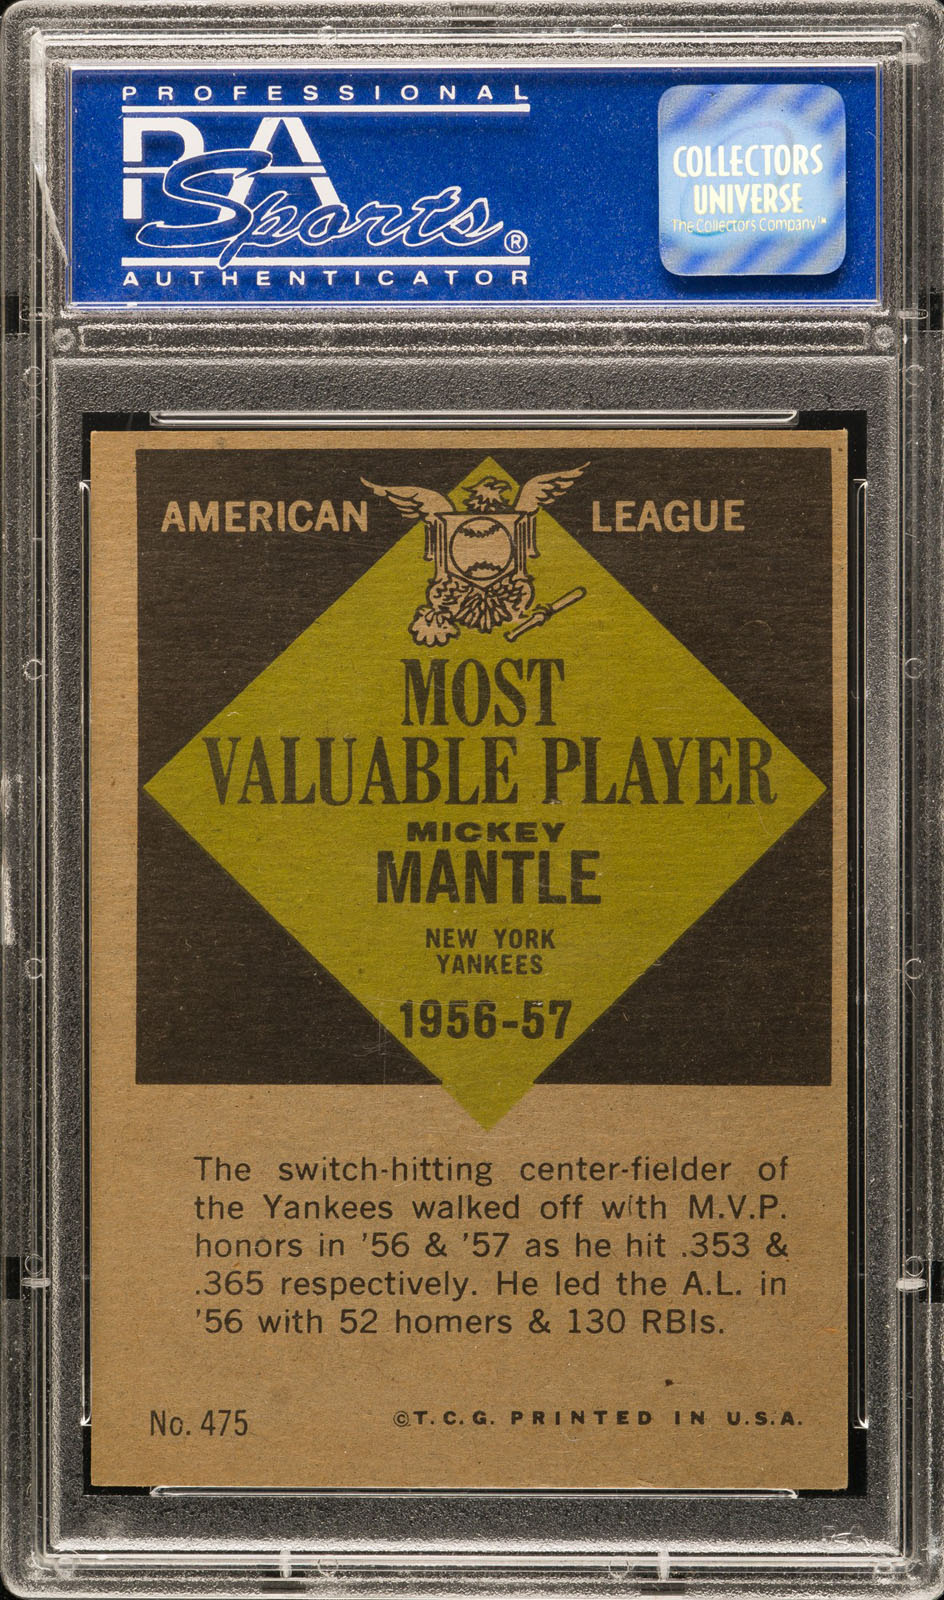 PROFESSIONAL
PSA
Sports®
AUTHENTICATOR
COLLECTORS
UNIVERSE
The Collectors Company™
AMERICAN LEAGUE
MOST
VALUABLE PLAYER
MICKEY
MANTLE
NEW YORK
YANKEES
1956-57
The switch-hitting center-fielder of
the Yankees walked off with M.V.P.
honors in '56 & '57 as he hit .353 &
.365 respectively. He led the A.L. in
'56 with 52 homers & 130 RBIs.
No. 475 ©T.C.G. PRINTED IN U.S.A.